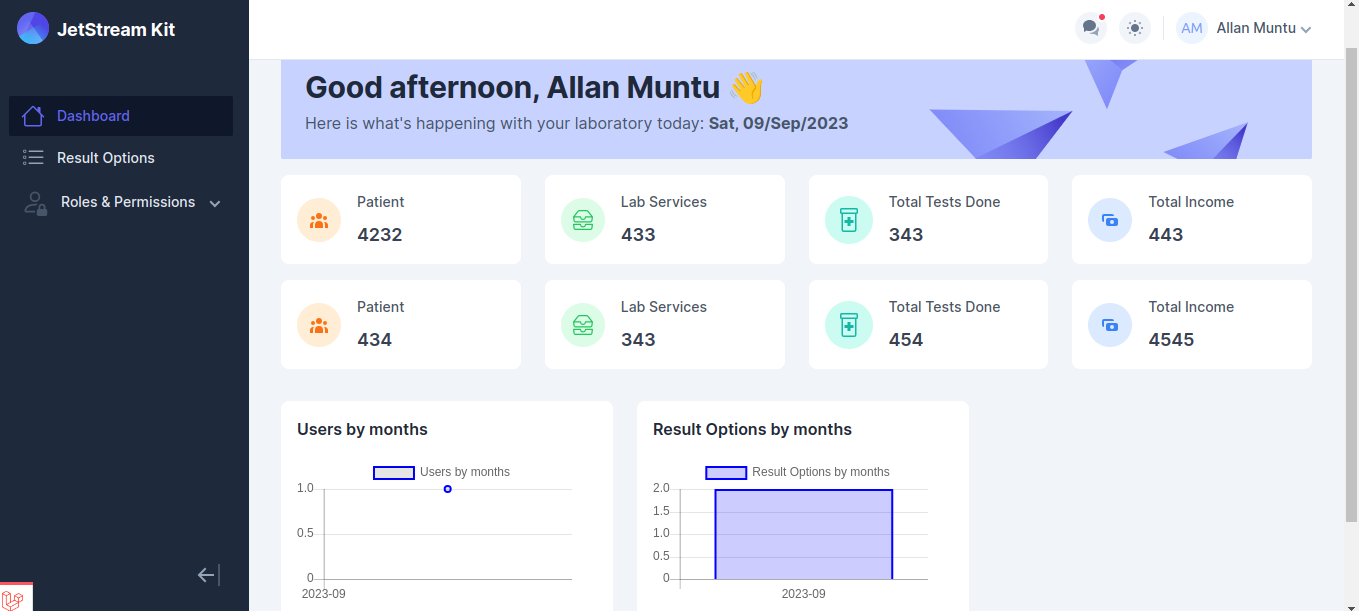 JetStream Kit
AM
Allan Muntu
Dashboard
Result Options
Roles & Permissions
Good afternoon, Allan Muntu 👋
Here is what's happening with your laboratory today: Sat, 09/Sep/2023
Patient
4232
Lab Services
433
Total Tests Done
343
Total Income
443
Patient
434
Lab Services
343
Total Tests Done
454
Total Income
4545
Users by months
Users by months
1.0
0.5
0
2023-09
Result Options by months
Result Options by months
2.0
1.5
1.0
0.5
0
2023-09